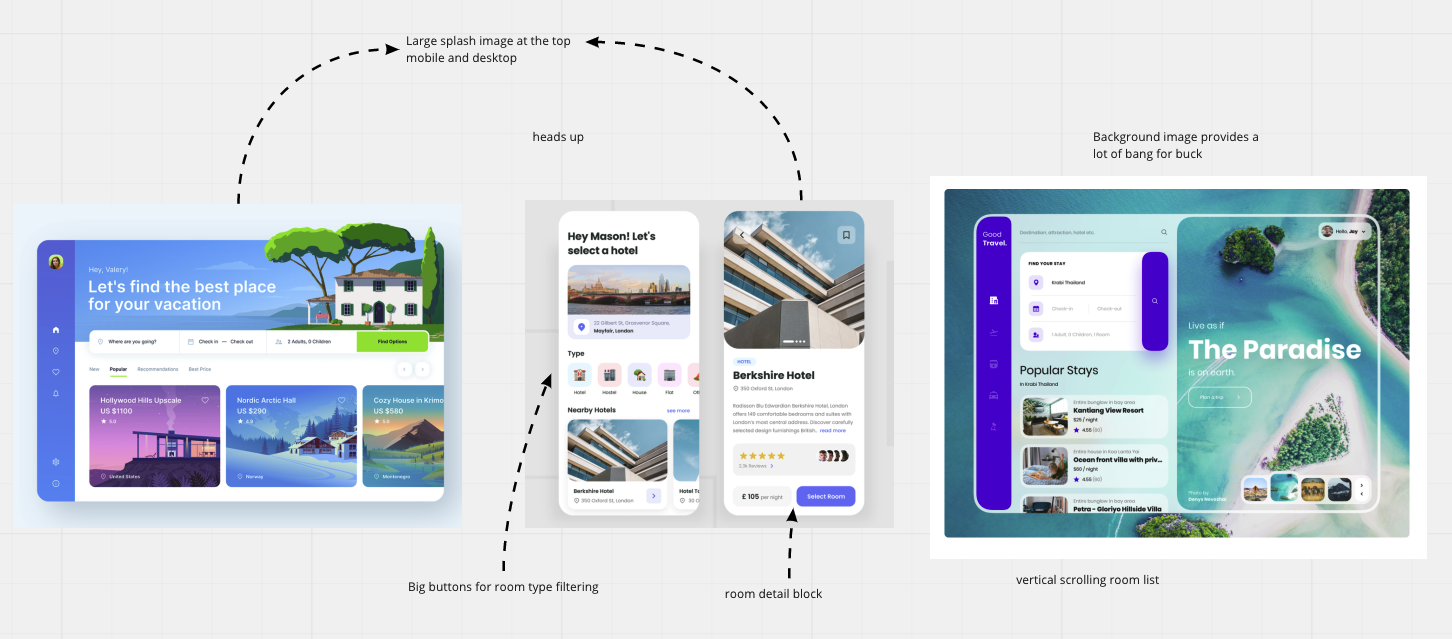 Large splash image at the top
mobile and desktop
heads up
Background image provides a
lot of bang for buck
Hey, Valery!
Let's find the best place
for your vacation
Where are you going?
Check in — Check out
2 Adults, 0 Children
Find Options
New
Popular
Recommendations
Best Price
Hollywood Hills Upscale
US $1100
5.0
United States
Nordic Arctic Hall
US $290
4.9
Norway
Cozy House in Krimo
US $580
5.0
Montenegro
Hey Mason! Let's
select a hotel
22 Gilbert St, Grosvenor Square,
Mayfair, London
Type
Hotel
Hostel
House
Flat
Nearby Hotels
see more
Berkshire Hotel
350 Oxford St, London
HOTEL
Berkshire Hotel
350 Oxford St, London
Radisson Blu Edwardian Berkshire Hotel, London
offers 149 comfortable bedrooms and suites with
London's most central address. Discover carefully
selected design furnishings British.. read more
2.3k Reviews
£ 105 per night
Select Room
Good
Travel.
Destination, attraction, hotel etc
FIND YOUR STAY
Krabi Thailand
Check-in
Check-out
1 Adult, 0 Children, 1 Room
Popular Stays
in Krabi Thailand
Entire bungalow in bay area
Kantiang View Resort
$25 / night
4.55 (80)
Entire house in Koa Lanta Yai
Ocean front villa with priv...
$60 / night
4.55 (80)
Entire bungalow in bay area
Petra - Gloriyo Hillside Villa
Hello, Jay
Live as if
The Paradise
is on earth.
Plan a trip
Photo by
Denys Nevozhai
Big buttons for room type filtering
room detail block
vertical scrolling room list